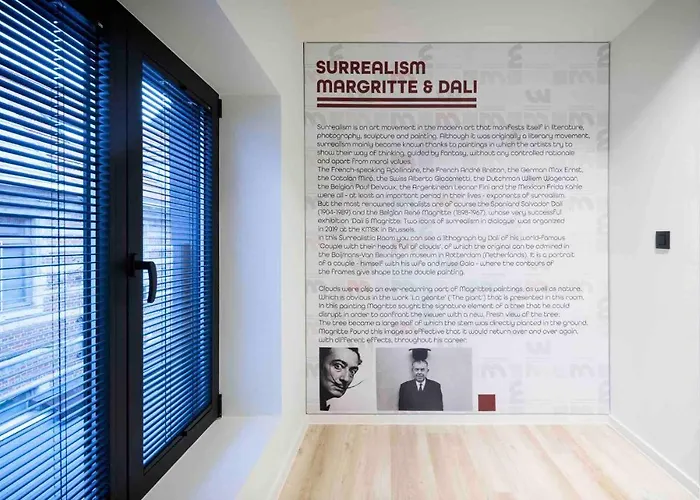 SURREALISM
MARGRITTE & DALÍ
Surrealism is an art movement in the modern art that manifests itself in literature,
photography, sculpture and painting. Although it was originally a literary movement,
surrealism mainly become known thanks to paintings in which the artists try to
show their way of thinking, guided by fantasy, without any controlled rationale
and apart from moral values.
The French-speaking Apollinaire, the French André Breton, the German Max Ernst,
the Catalan Miró, the Swiss Alberto Giacometti, the Dutchman Willem Wagenaar,
the Belgian Paul Delvaux, the Argentinean Leonor Fini and the Mexican Frida Kahlo
were all - at least an important period in their lives - exponents of surrealism.
But the most renowned surrealists are of course the Spaniard Salvador Dalí
(1904-1989) and the Belgian René Magritte (1898-1967), whose very successful
exhibition 'Dalí & Magritte: Two icons of surrealism in dialogue' was organized
in 2019 at the KMSK in Brussels.
In this Surrealistic Room you can see a lithograph by Dalí of his world-famous
'Couple with their heads full of clouds', of which the original can be admired in
the Boijmans-Van Beuningen museum in Rotterdam (Netherlands). It is a portrait
of a couple - himself with his wife and muse Gala - where the contours of
the frames give shape to the double painting.
Clouds were also an ever-recurring part of Magrittes paintings, as well as nature.
Which is obvious in the work 'La géante' ('The giant') that is presented in this room.
In this painting Magritte sought the signature element of a tree that he could
disrupt in order to confront the viewer with a new, fresh view of the tree.
The tree became a large leaf of which the stem was directly planted in the ground.
Magritte found this image so effective that it would return over and over again,
with different effects, throughout his career.